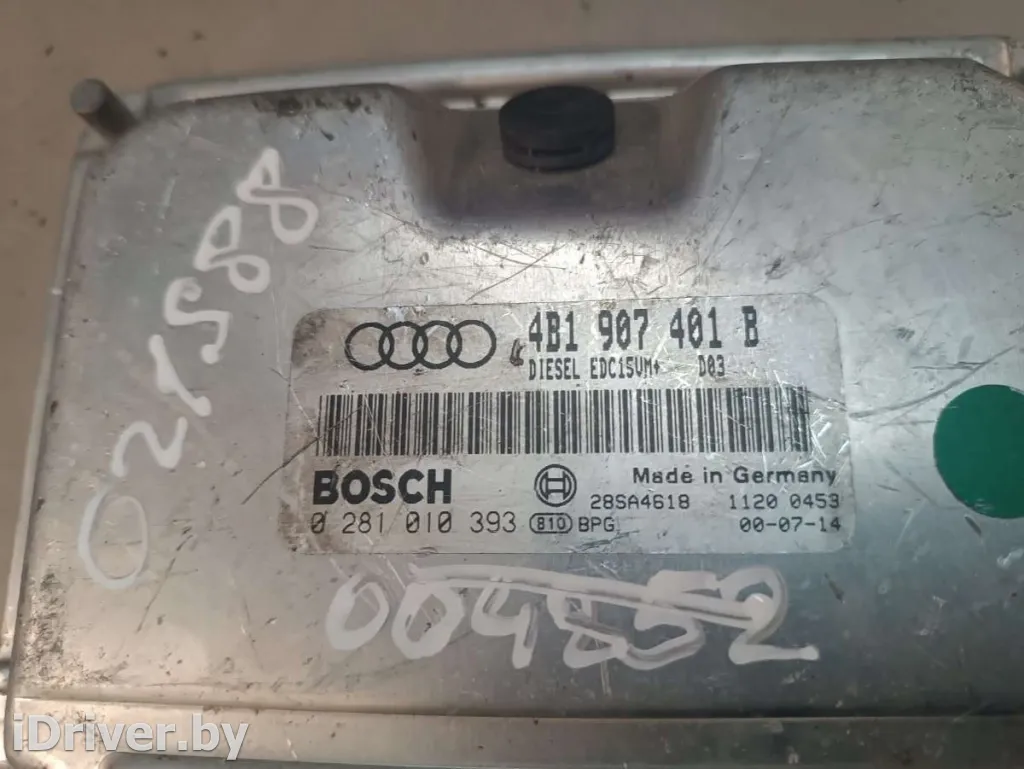 021588
4B1 907 401 B
DIESEL EDC15VM+ D03
BOSCH
Made in Germany
28SA4618 1120 0453
0 281 010 393 810 BPG 00-07-14
004852
iDriver.by